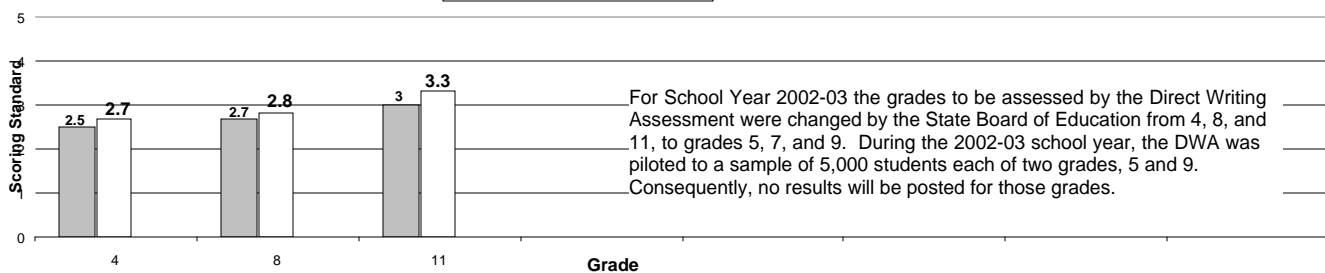 5
4
3
2
1
0
Scoring Standard
2.5
2.7
2.7
2.8
3
3.3
4
8
11
Grade
For School Year 2002-03 the grades to be assessed by the Direct Writing
Assessment were changed by the State Board of Education from 4, 8, and
11, to grades 5, 7, and 9.  During the 2002-03 school year, the DWA was
piloted to a sample of 5,000 students each of two grades, 5 and 9.
Consequently, no results will be posted for those grades.